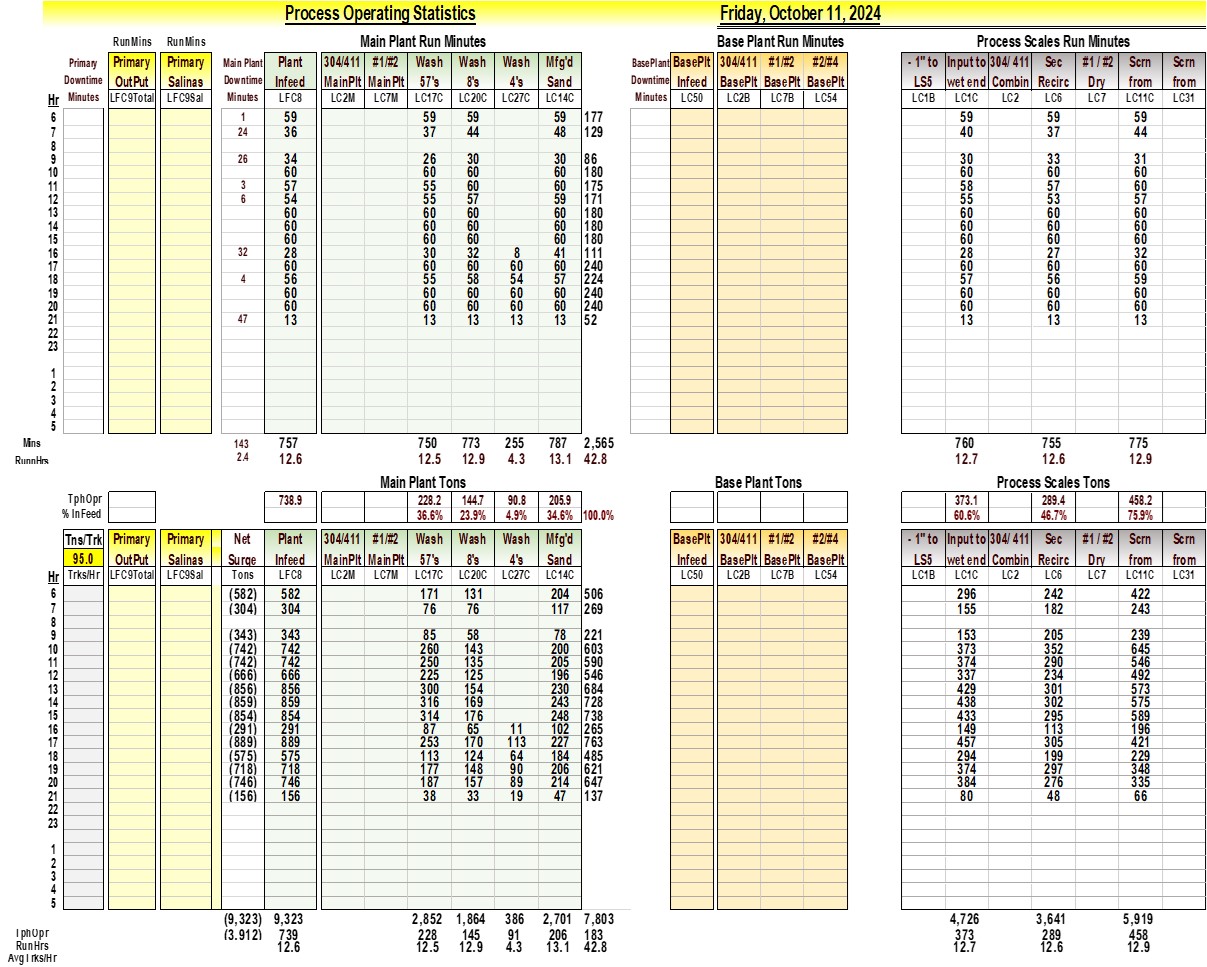 Process Operating Statistics Friday, October 11, 2024
RunMins RunMins Main Plant Run Minutes Base Plant Run Minutes Process Scales Run Minutes
Primary Primary Primary Main Plant Plant 304/411 #1/#2 Wash Wash Wash Mfg'd BasePlant BasePlt 304/411 #1/#2 #2/#4 - 1" to Input to 304/ 411 Sec #1 / #2 Scrn Scrn
Downtime OutPut Salinas Downtime Infeed MainPlt MainPlt 57's 8's 4's Sand Downtime Infeed BasePlt BasePlt BasePlt LS5 wet end Combin Recirc Dry from from
Hr Minutes LFC9Total LFC9Sal Minutes LFC8 LC2M LC7M LC17C LC20C LC27C LC14C Minutes LC50 LC2B LC7B LC54 LC1B LC1C LC2 LC6 LC7 LC11C LC31
6 1 59 59 59 59 177 59 59 59
7 24 36 37 44 48 129 40 37 44
8
9 26 34 26 30 30 86 30 33 31
10 60 60 60 60 180 60 60 60
11 3 57 55 60 60 175 58 57 60
12 6 54 55 57 59 171 55 53 57
13 60 60 60 60 180 60 60 60
14 60 60 60 60 180 60 60 60
15 60 60 60 60 180 60 60 60
16 32 28 30 32 8 41 111 28 27 32
17 60 60 60 60 60 240 60 60 60
18 4 56 55 58 54 57 224 57 56 59
19 60 60 60 60 60 240 60 60 60
20 60 60 60 60 60 240 60 60 60
21 47 13 13 13 13 13 52 13 13 13
22
23
1
2
3
4
5
Mins 143 757 750 773 255 787 2,565 760 755 775
RunnHrs 2.4 12.6 12.5 12.9 4.3 13.1 42.8 12.7 12.6 12.9
Main Plant Tons Base Plant Tons Process Scales Tons
TphOpr 738.9 228.2 144.7 90.8 205.9 373.1 289.4 458.2
% InFeed 36.6% 23.9% 4.9% 34.6% 100.0% 60.6% 46.7% 75.9%
Tns/Trk Primary Primary Net Plant 304/411 #1/#2 Wash Wash Wash Mfg'd BasePlt 304/411 #1/#2 #2/#4 - 1" to Input to 304/ 411 Sec #1 / #2 Scrn Scrn
95.0 OutPut Salinas Surge Infeed MainPlt MainPlt 57's 8's 4's Sand Infeed BasePlt BasePlt BasePlt LS5 wet end Combin Recirc Dry from from
Hr Trks/Hr LFC9Total LFC9Sal Tons LFC8 LC2M LC7M LC17C LC20C LC27C LC14C LC50 LC2B LC7B LC54 LC1B LC1C LC2 LC6 LC7 LC11C LC31
6 (582) 582 171 131 204 506 296 242 422
7 (304) 304 76 76 117 269 155 182 243
8
9 (343) 343 85 58 78 221 153 205 239
10 (742) 742 260 143 200 603 373 352 645
11 (742) 742 250 135 205 590 374 290 546
12 (666) 666 225 125 196 546 337 234 492
13 (856) 856 300 154 230 684 429 301 573
14 (859) 859 316 169 243 728 438 302 575
15 (854) 854 314 176 248 738 433 295 589
16 (291) 291 87 65 11 102 265 149 113 196
17 (889) 889 253 170 113 227 763 457 305 421
18 (575) 575 113 124 64 184 485 294 199 229
19 (718) 718 177 148 90 206 621 374 297 348
20 (746) 746 187 157 89 214 647 384 276 335
21 (156) 156 38 33 19 47 137 80 48 66
22
23
1
2
3
4
5
(9,323) 9,323 2,852 1,864 386 2,701 7,803 4,726 3,641 5,919
TphOpr (3.912) 739 228 145 91 206 183 373 289 458
RunHrs 12.6 12.5 12.9 4.3 13.1 42.8 12.7 12.6 12.9
AvgTrks/Hr